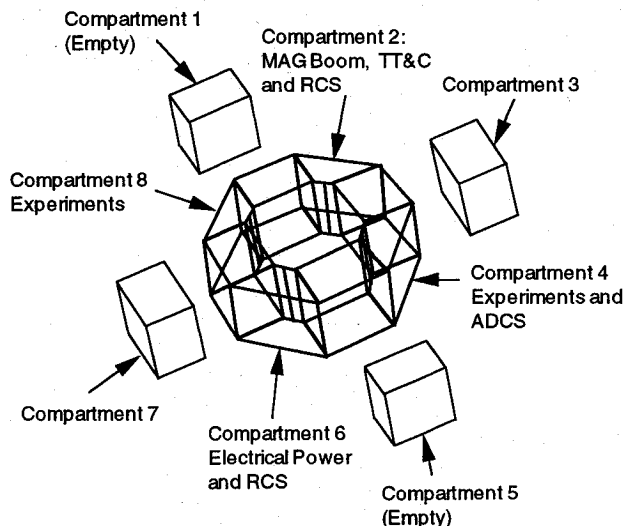 Compartment 1
(Empty)
Compartment 2:
MAG Boom, TT&C
and RCS
Compartment 3
Compartment 8
Experiments
Compartment 4
Experiments and
ADCS
Compartment 7
Compartment 6
Electrical Power
and RCS
Compartment 5
(Empty)